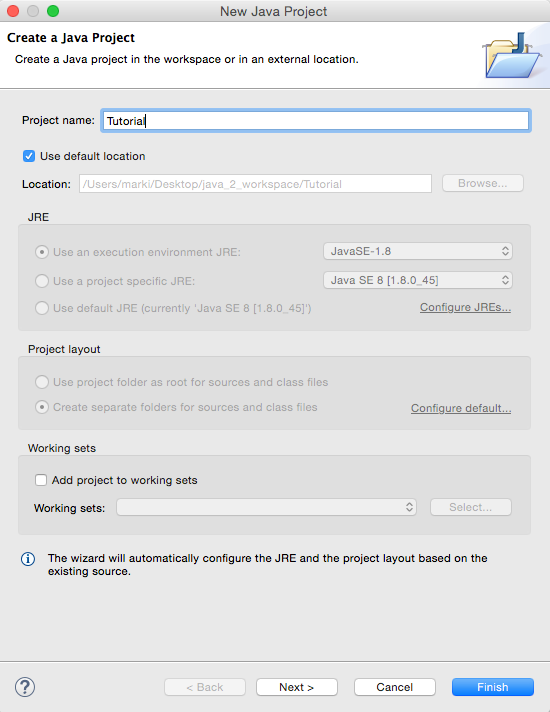 New Java Project
Create a Java Project
Create a Java project in the workspace or in an external location.
Project name: Tutorial
Use default location
Location: /Users/marki/Desktop/java_2_workspace/Tutorial Browse...
JRE
Use an execution environment JRE: JavaSE-1.8
Use a project specific JRE: Java SE 8 [1.8.0_45]
Use default JRE (currently 'Java SE 8 [1.8.0_45]') Configure JREs...
Project layout
Use project folder as root for sources and class files
Create separate folders for sources and class files Configure default...
Working sets
Add project to working sets
Working sets: Select...
The wizard will automatically configure the JRE and the project layout based on the
existing source.
? < Back Next > Cancel Finish